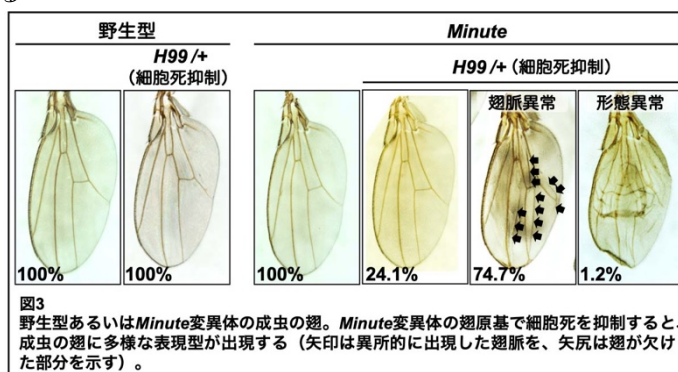 野生型
Minute
H99/+
(細胞死抑制)
H99/+(細胞死抑制)
翅脈異常
形態異常
100%
100%
100%
24.1%
74.7%
1.2%
図3
野生型あるいはMinute変異体の成虫の翅。Minute変異体の翅原基で細胞死を抑制すると、
成虫の翅に多様な表現型が出現する(矢印は異所的に出現した翅脈を、矢尻は翅が欠け
た部分を示す)。